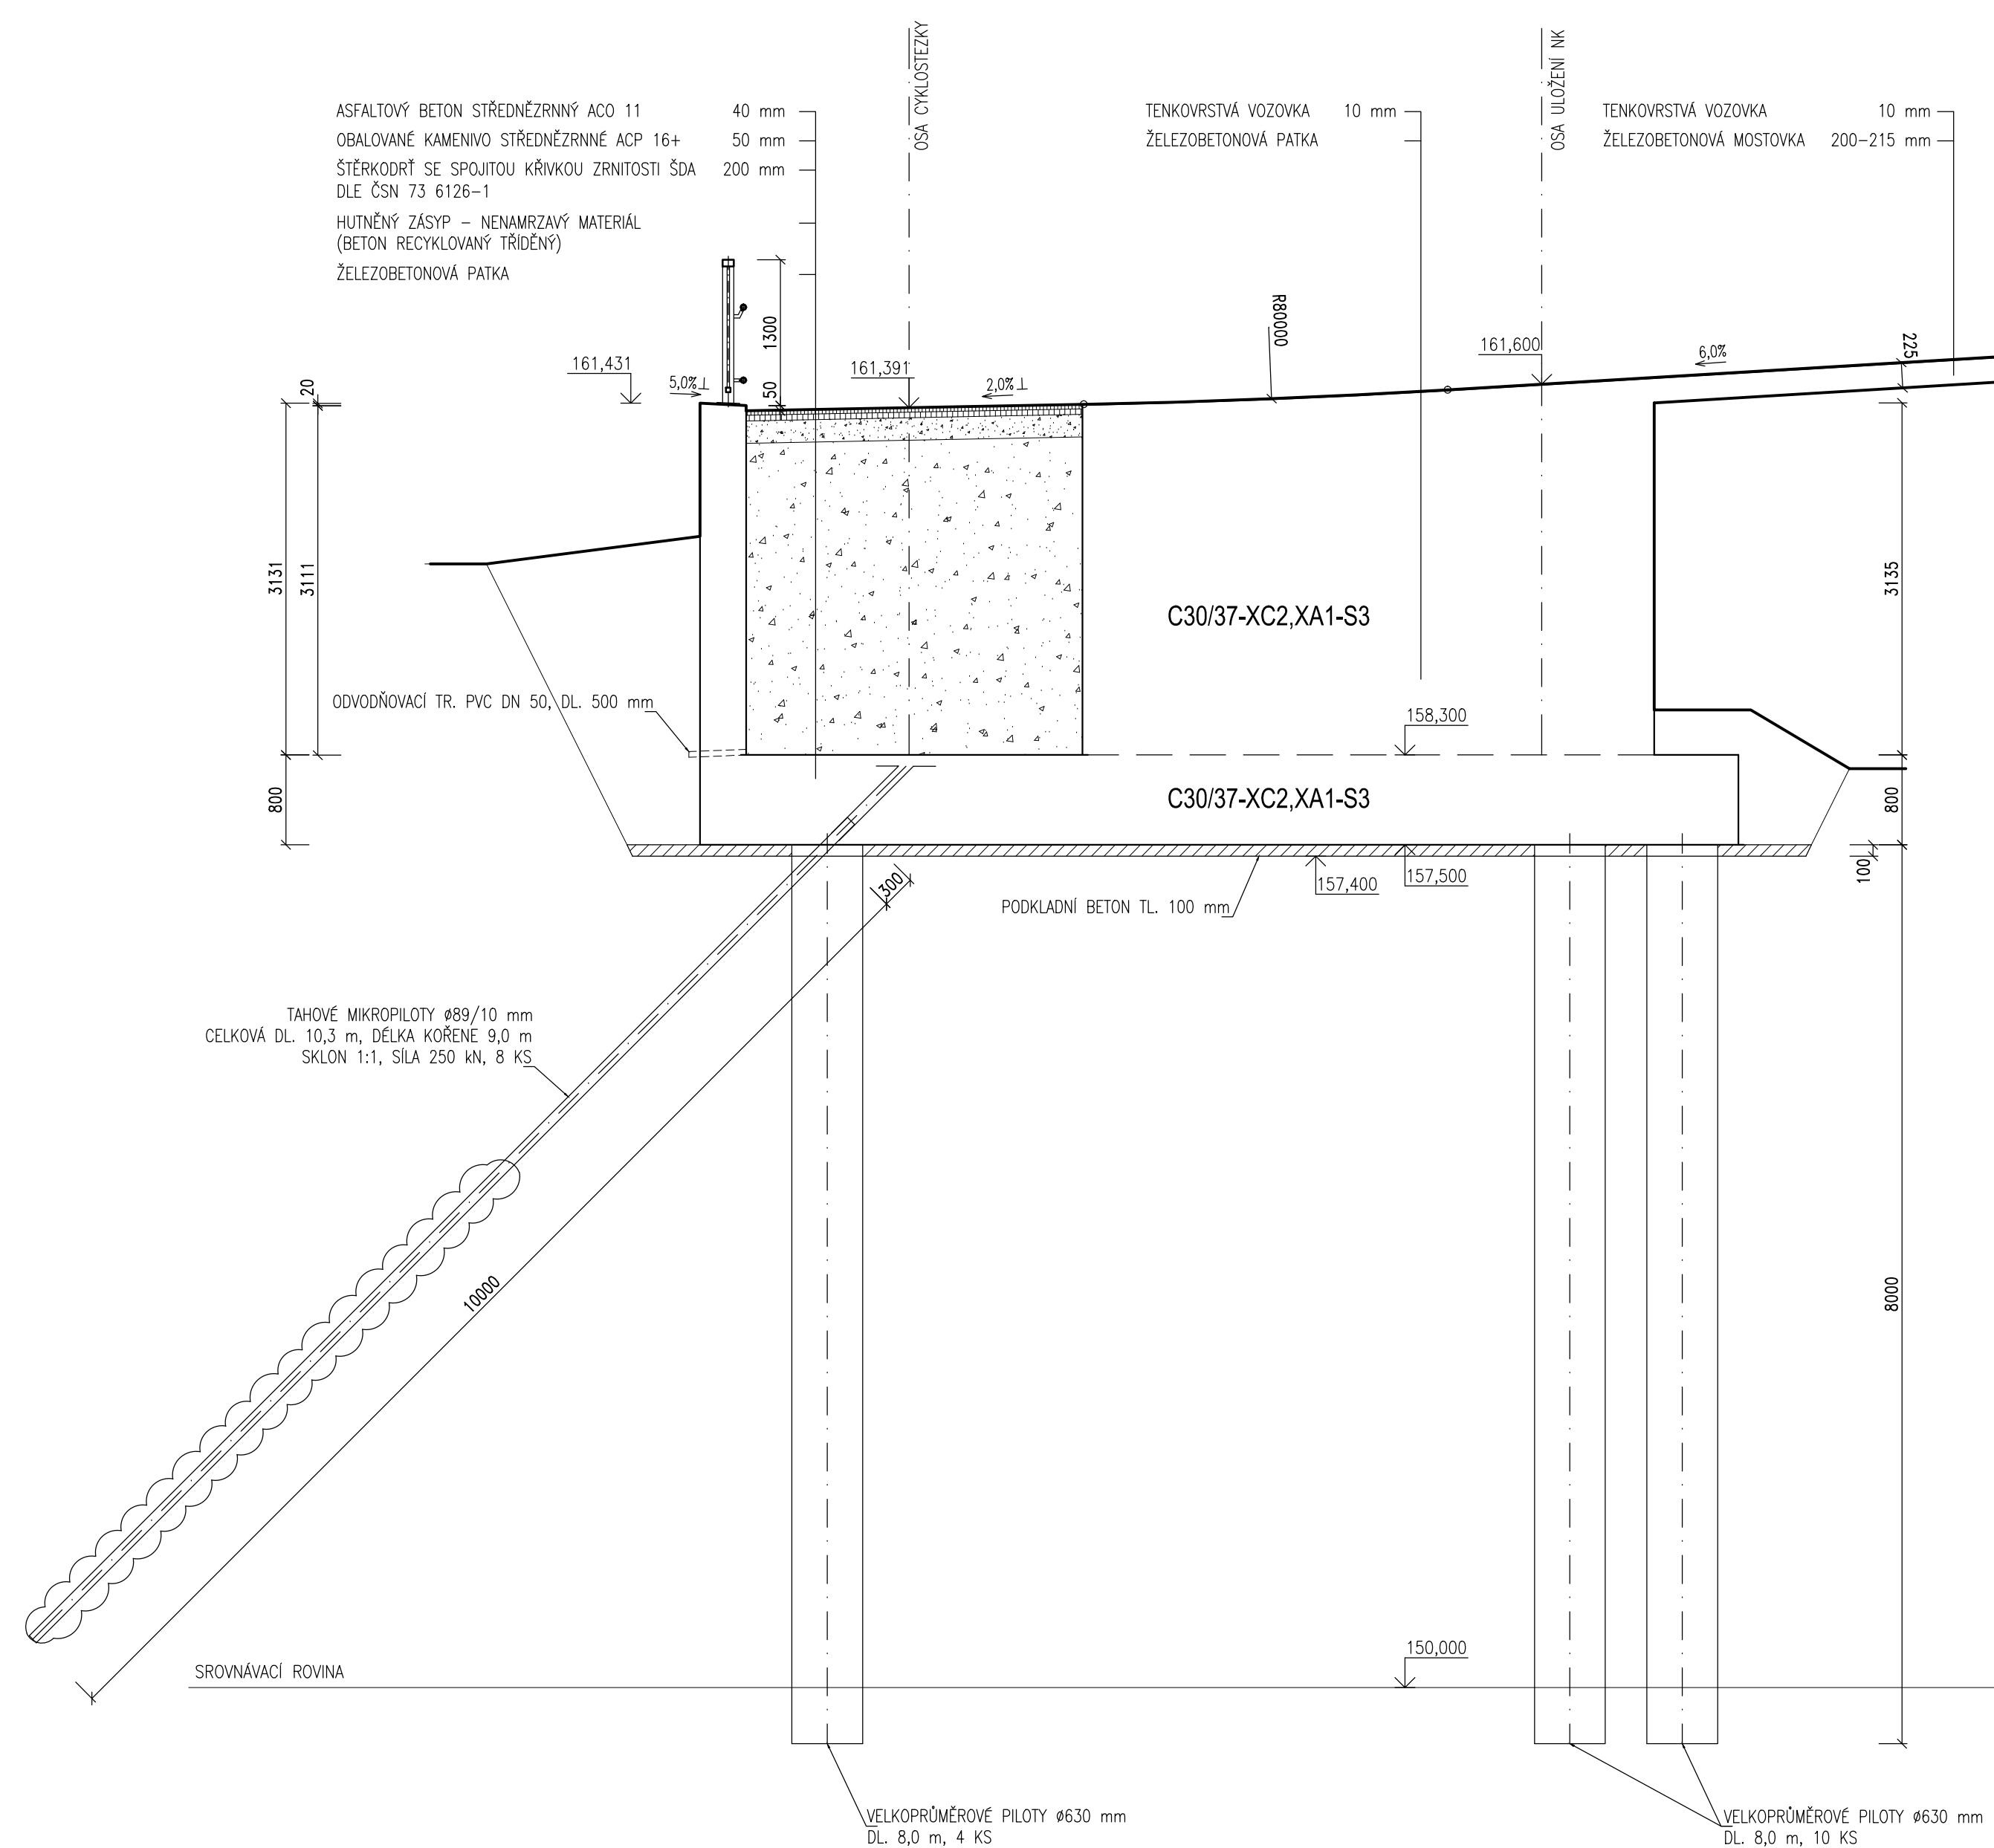 OSA CYKLOSTEZKY
OSA ULOŽENÍ NK
ASFALTOVÝ BETON STŘEDNĚZRNNÝ ACO 11 40 mm
OBALOVANÉ KAMENIVO STŘEDNĚZRNNÉ ACP 16+ 50 mm
ŠTĚRKODRŤ SE SPOJITOU KŘIVKOU ZRNITOSTI ŠDA 200 mm
DLE ČSN 73 6126-1
HUTNĚNÝ ZÁSYP – NENAMRZAVÝ MATERIÁL
(BETON RECYKLOVANÝ TŘÍDĚNÝ)
ŽELEZOBETONOVÁ PATKA
TENKOVRSTVÁ VOZOVKA 10 mm
ŽELEZOBETONOVÁ PATKA
TENKOVRSTVÁ VOZOVKA 10 mm
ŽELEZOBETONOVÁ MOSTOVKA 200-215 mm
1300
50
R80000
161,431
161,391
161,600
5,0% ⊥
2,0% ⊥
6,0%
225
20
3131
3111
800
3135
800
100
C30/37-XC2,XA1-S3
ODVODŇOVACÍ TR. PVC DN 50, DL. 500 mm
158,300
C30/37-XC2,XA1-S3
157,400
157,500
PODKLADNÍ BETON TL. 100 mm
300
TAHOVÉ MIKROPILOTY ø89/10 mm
CELKOVÁ DL. 10,3 m, DÉLKA KOŘENE 9,0 m
SKLON 1:1, SÍLA 250 kN, 8 KS
10000
8000
150,000
SROVNÁVACÍ ROVINA
VELKOPRŮMĚROVÉ PILOTY ø630 mm
DL. 8,0 m, 4 KS
VELKOPRŮMĚROVÉ PILOTY ø630 mm
DL. 8,0 m, 10 KS